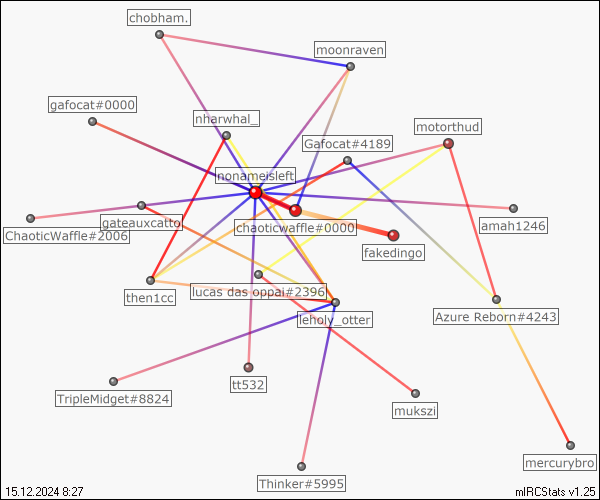 chobham.
moonraven
gafocat#0000
nharwhal_
motorthud
Gafocat#4189
nonameisleft
amah1246
gateauxcatto
chaoticwaffle#0000
ChaoticWaffle#2006
fakedingo
then1cc
lucas das oppai#2396
leholy_otter
Azure Reborn#4243
tt532
TripleMidget#8824
mukszi
mercurybro
Thinker#5995
15.12.2024 8:27
mIRCStats v1.25